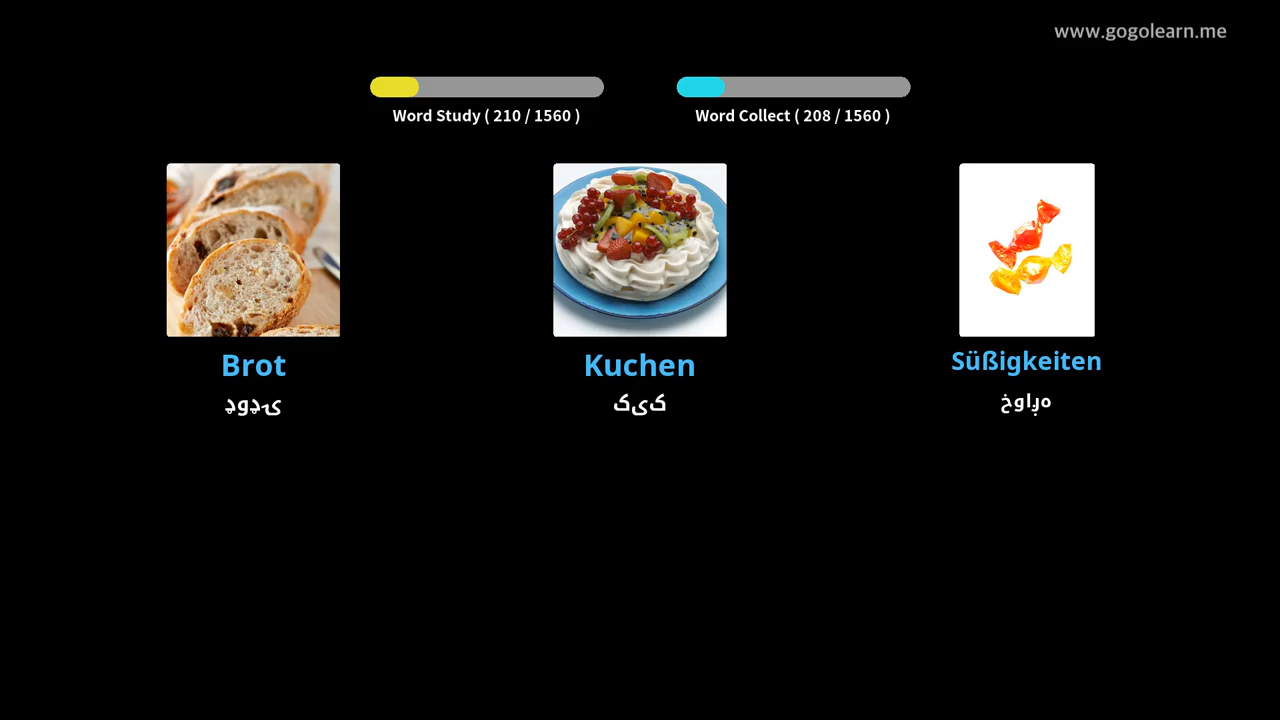 www.gogolearn.me
Word Study ( 210 / 1560 )
Word Collect ( 208 / 1560 )
Brot
ډوډۍ
Kuchen
کیک
Süßigkeiten
خواږه